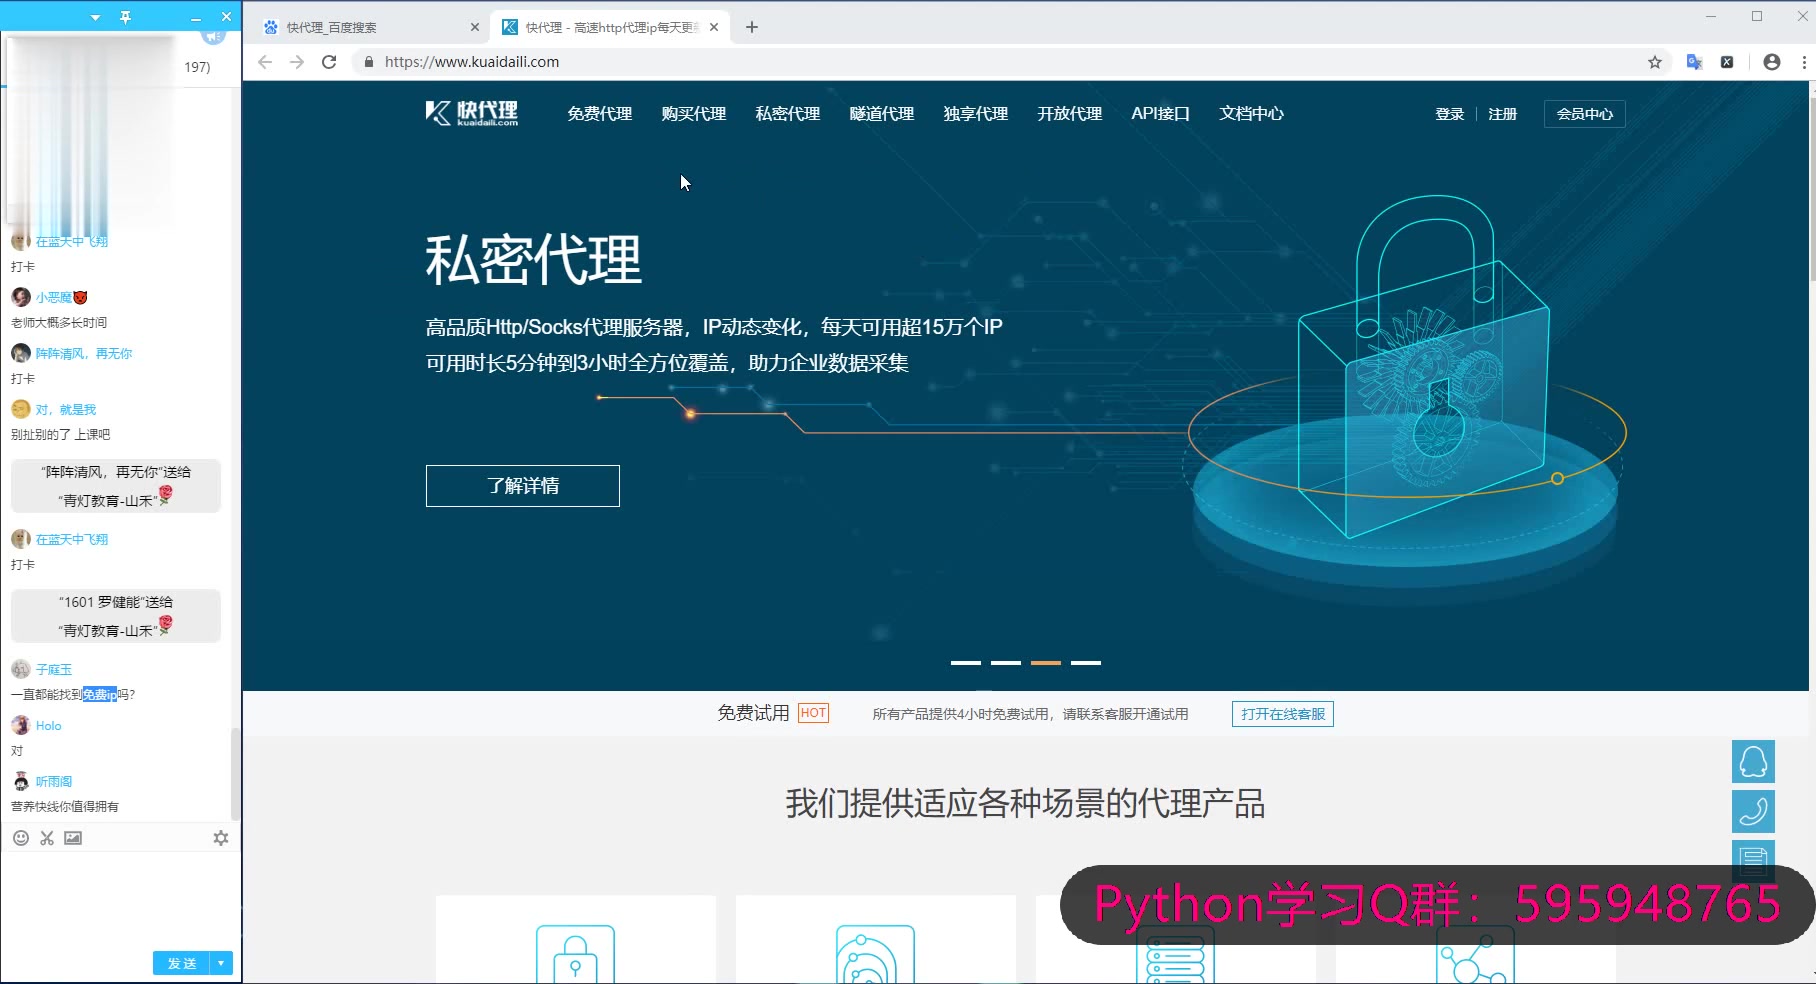 197)
在蓝天中飞翔
打卡
小恶魔
老师大概多长时间
阵阵清风，再无你
打卡
对，就是我
别扯别的了 上课吧
“阵阵清风，再无你”送给
“青灯教育-山禾”
在蓝天中飞翔
打卡
“1601 罗健能”送给
“青灯教育-山禾”
子庭玉
一直都能找到免费ip吗?
Holo
对
听雨阁
营养快线你值得拥有
发送
快代理_百度搜索
快代理 - 高速http代理ip每天更新
https://www.kuaidaili.com
快代理
kuaidaili.com
免费代理 购买代理 私密代理 隧道代理 独享代理 开放代理 API接口 文档中心
登录 | 注册 会员中心
私密代理
高品质Http/Socks代理服务器，IP动态变化，每天可用超15万个IP
可用时长5分钟到3小时全方位覆盖，助力企业数据采集
了解详情
免费试用 HOT 所有产品提供4小时免费试用，请联系客服开通试用 打开在线客服
我们提供适应各种场景的代理产品
Python学习Q群：595948765